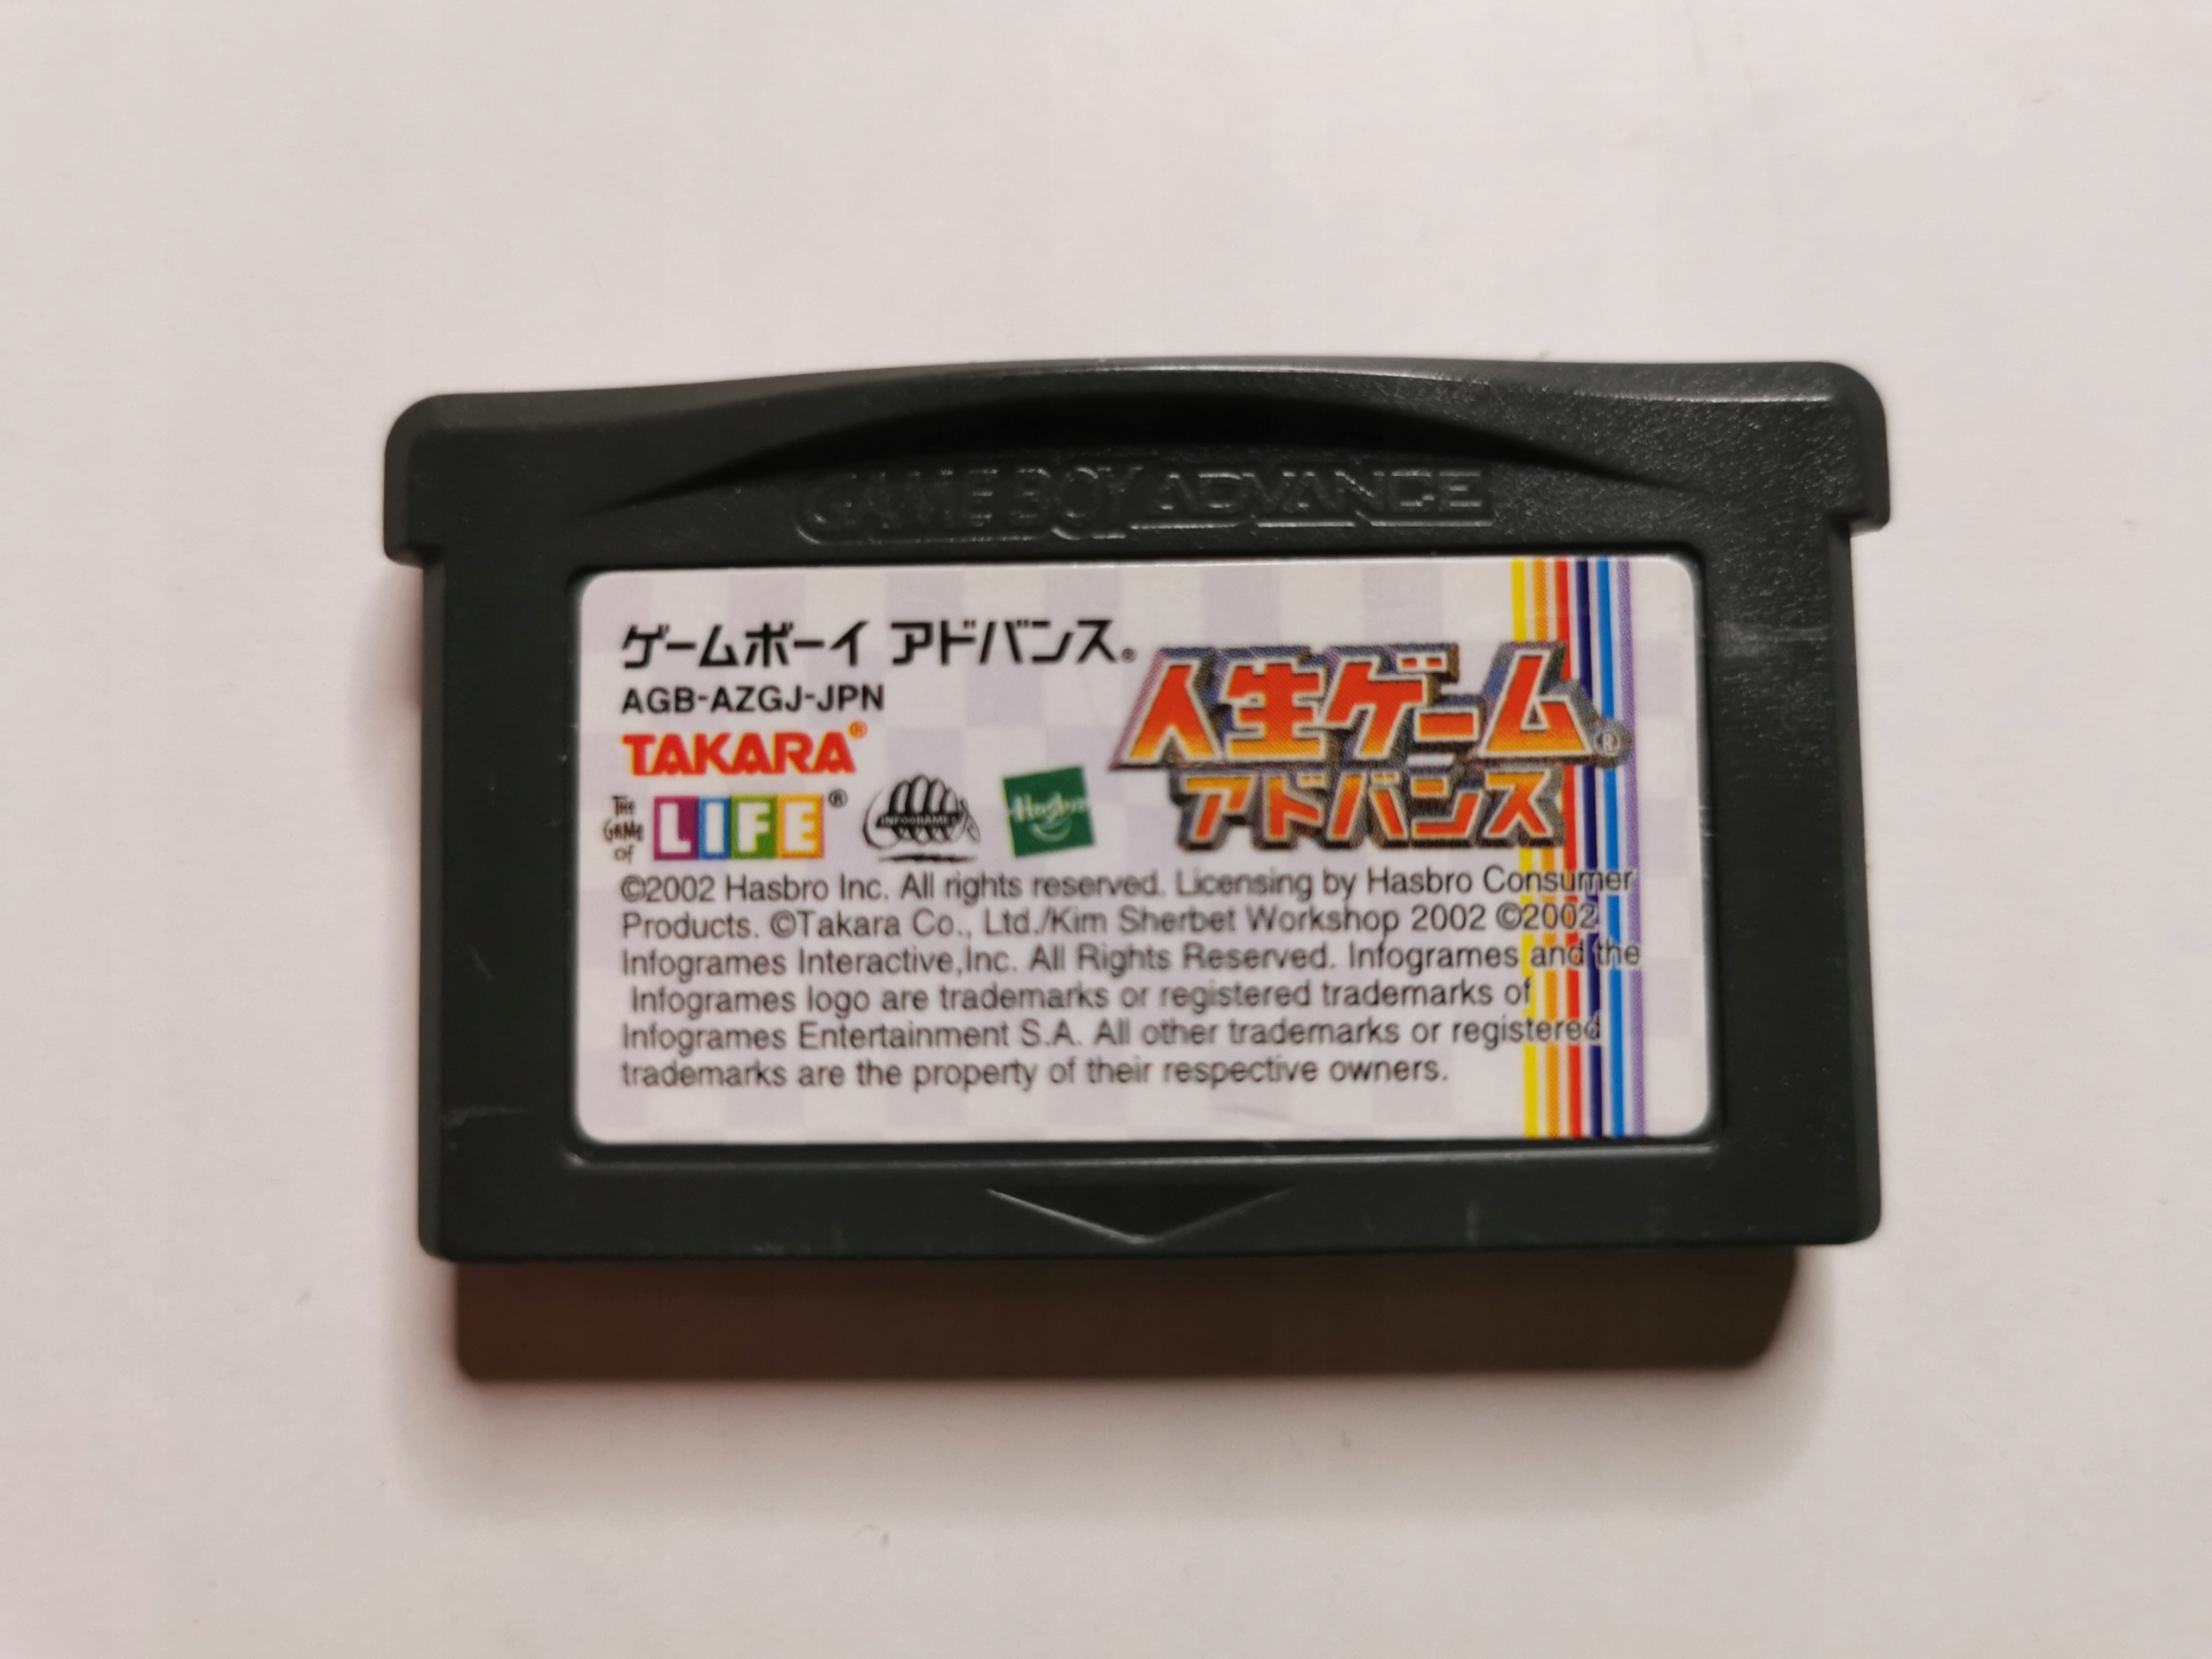 GAME BOY ADVANCE
ゲームボーイ アドバンス®
AGB-AZGJ-JPN
TAKARA®
THE GAME of LIFE®
INFOGRAMES
Hasbro
人生ゲーム®
アドバンス
©2002 Hasbro Inc. All rights reserved. Licensing by Hasbro Consumer
Products. ©Takara Co., Ltd./Kim Sherbet Workshop 2002 ©2002
Infogrames Interactive,Inc. All Rights Reserved. Infogrames and the
Infogrames logo are trademarks or registered trademarks of
Infogrames Entertainment S.A. All other trademarks or registered
trademarks are the property of their respective owners.